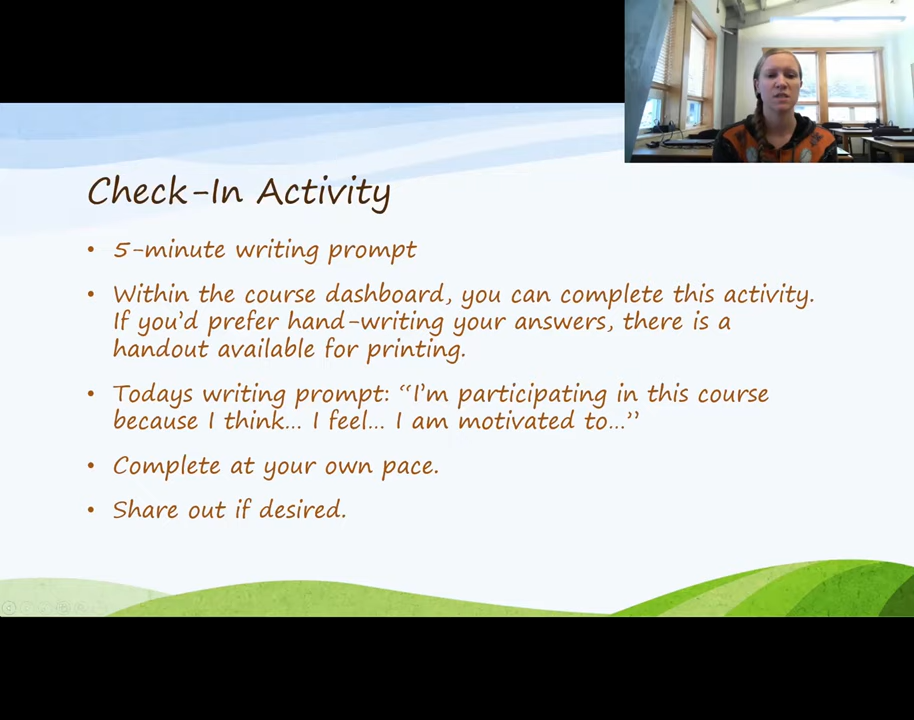 Check-In Activity
• 5-minute writing prompt
• Within the course dashboard, you can complete this activity.
If you'd prefer hand-writing your answers, there is a
handout available for printing.
• Todays writing prompt: “I'm participating in this course
because I think... I feel... I am motivated to...”
• Complete at your own pace.
• Share out if desired.